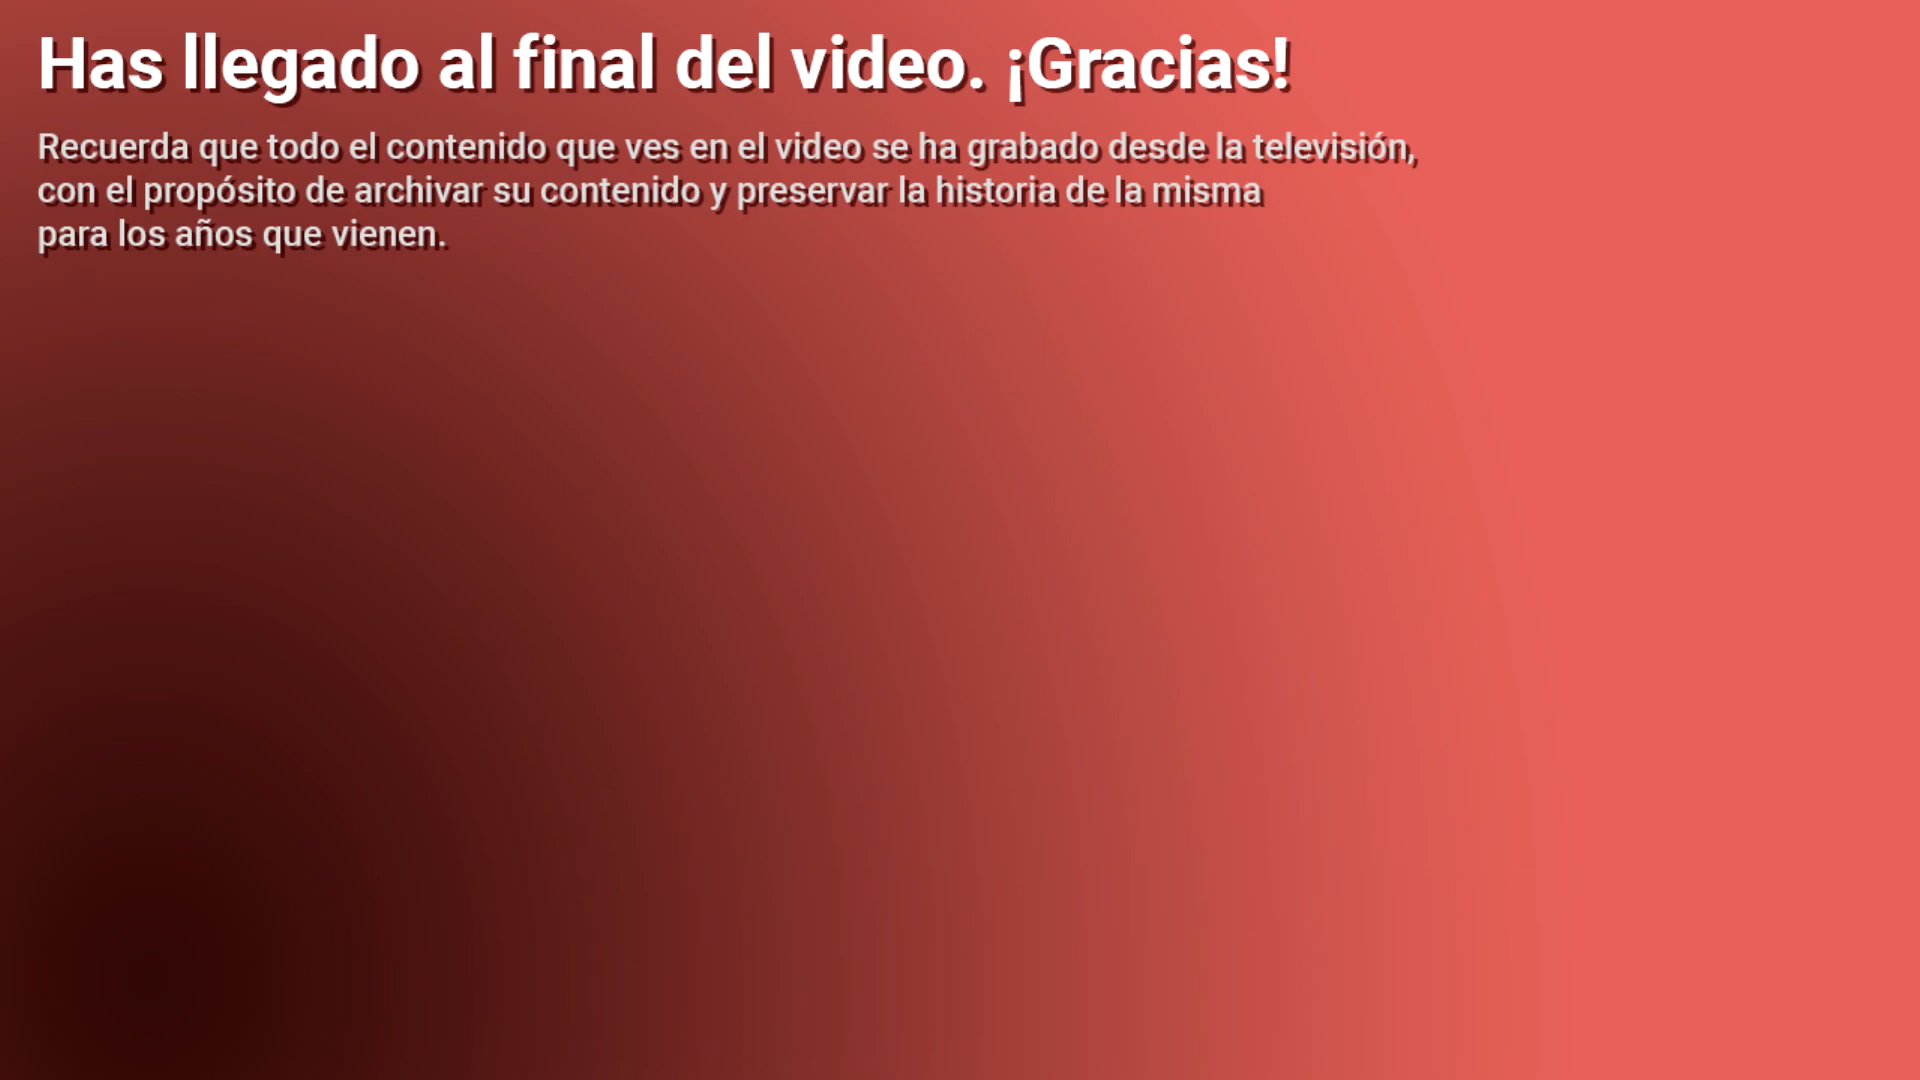 Has llegado al final del video. ¡Gracias!
Recuerda que todo el contenido que ves en el video se ha grabado desde la televisión,
con el propósito de archivar su contenido y preservar la historia de la misma
para los años que vienen.